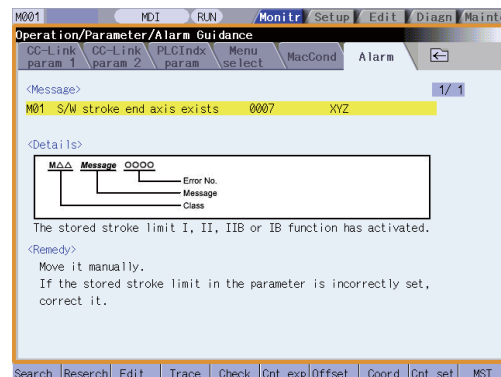 M001 MDI RUN Monitr Setup Edit Diagn Maint
Operation/Parameter/Alarm Guidance
CC-Link param 1 CC-Link param 2 PLCIndx param Menu select MacCond Alarm
<Message> 1/ 1
M01 S/W stroke end axis exists 0007 XYZ
<Details>
M△△ Message ○○○○
Error No.
Message
Class
The stored stroke limit I, II, IIB or IB function has activated.
<Remedy>
Move it manually.
If the stored stroke limit in the parameter is incorrectly set,
correct it.
Search Reserch Edit Trace Check Cnt exp Offset Coord Cnt set MST